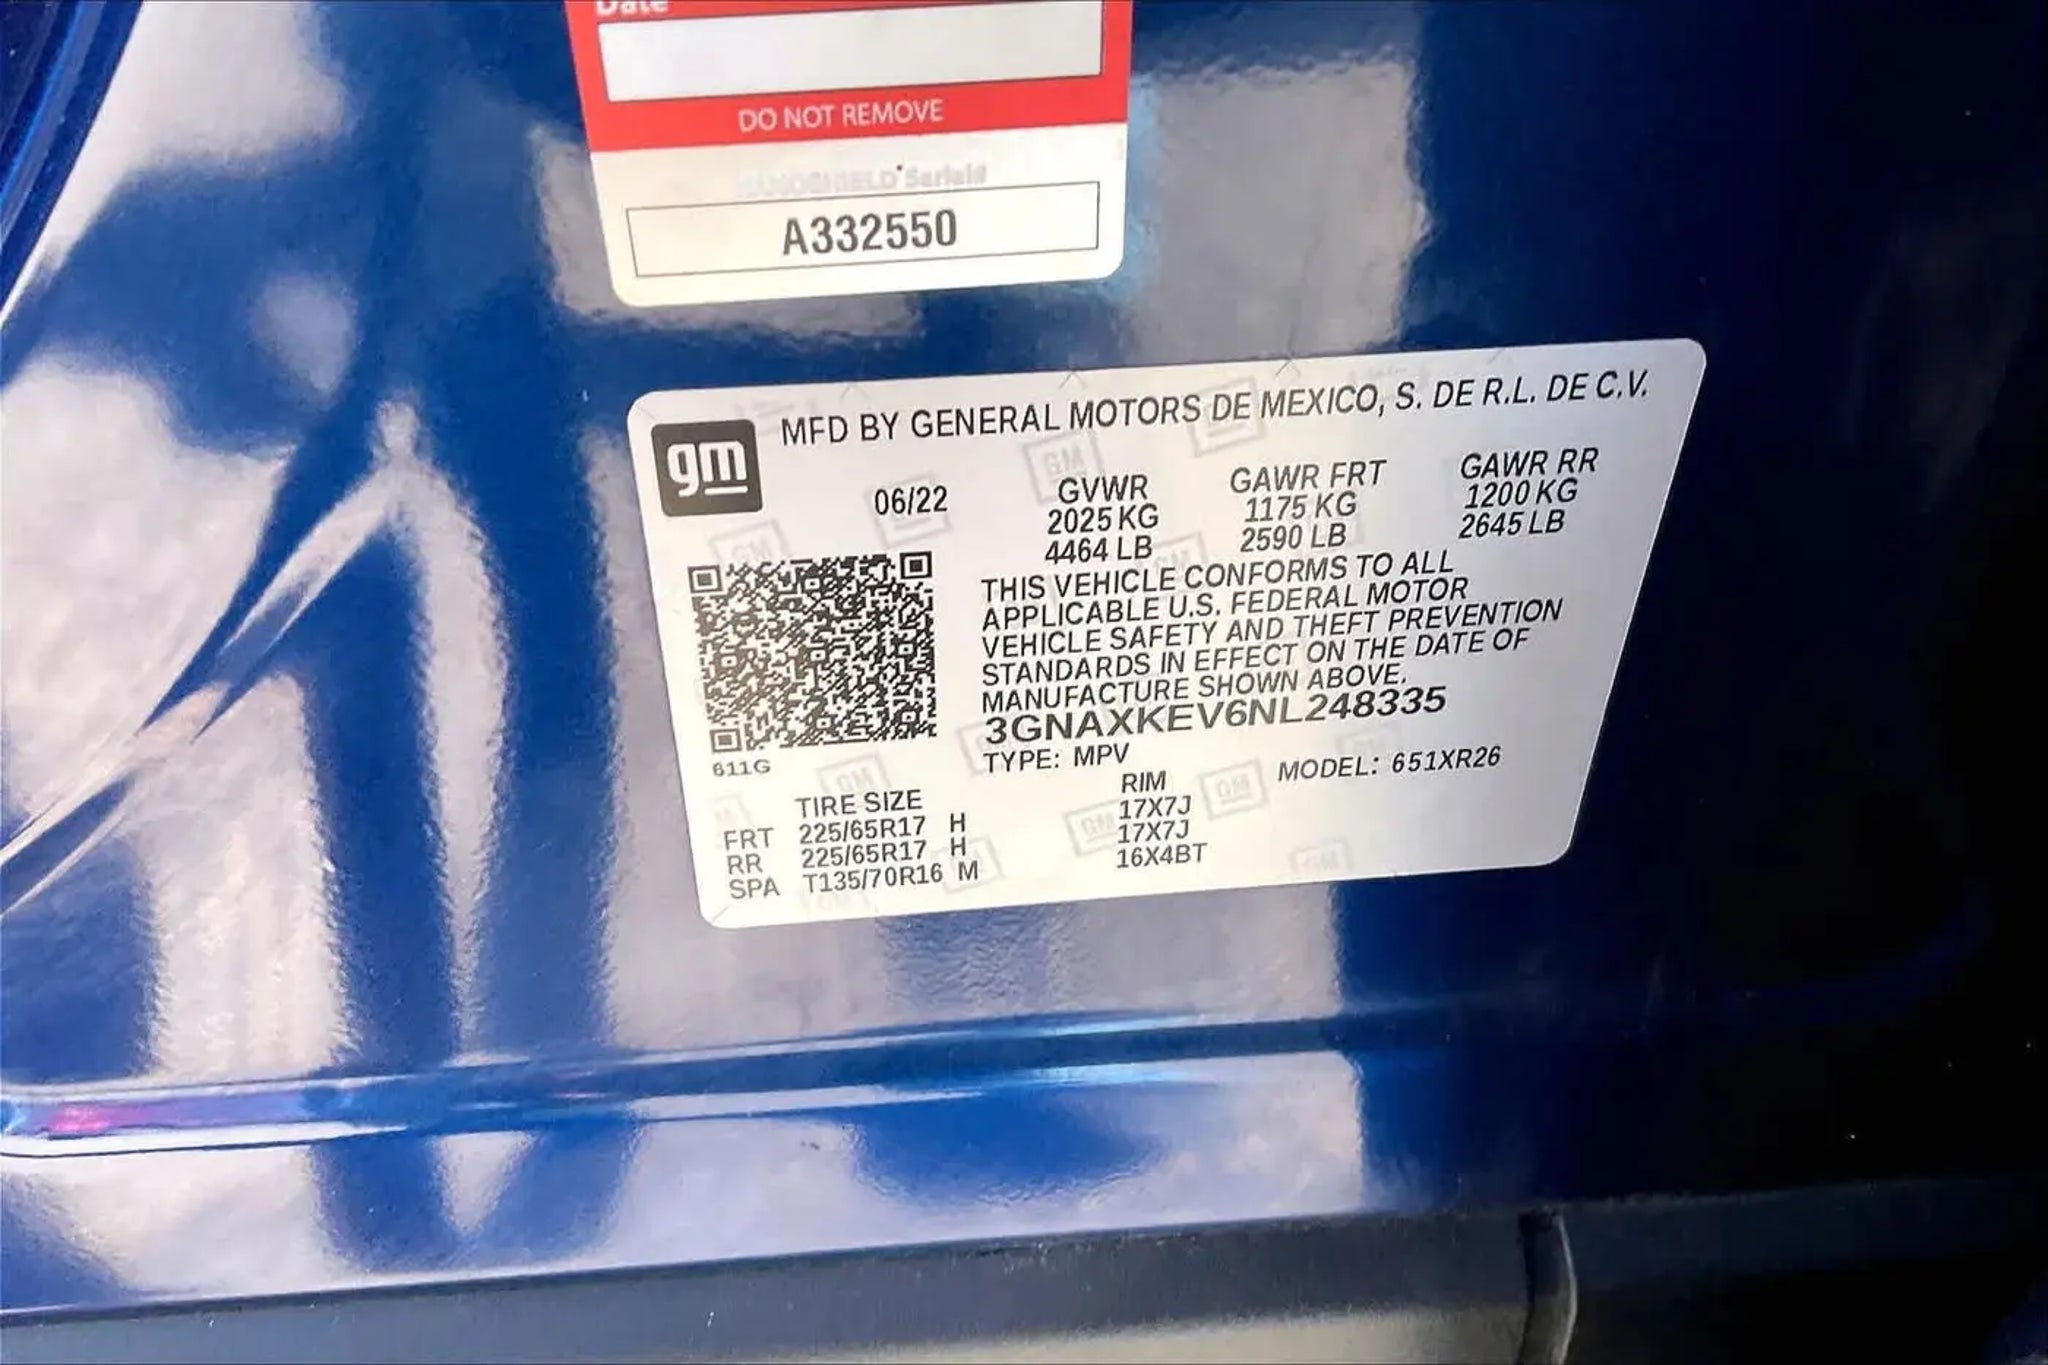 Date
DO NOT REMOVE
NANOSHIELD Serial#
A332550
gm
MFD BY GENERAL MOTORS DE MEXICO, S. DE R.L. DE C.V.
06/22 GVWR GAWR FRT GAWR RR
2025 KG 1175 KG 1200 KG
4464 LB 2590 LB 2645 LB
THIS VEHICLE CONFORMS TO ALL
APPLICABLE U.S. FEDERAL MOTOR
VEHICLE SAFETY AND THEFT PREVENTION
STANDARDS IN EFFECT ON THE DATE OF
MANUFACTURE SHOWN ABOVE.
3GNAXKEV6NL248335
611G
TYPE: MPV MODEL: 651XR26
TIRE SIZE RIM
FRT 225/65R17 H 17X7J
RR 225/65R17 H 17X7J
SPA T135/70R16 M 16X4BT